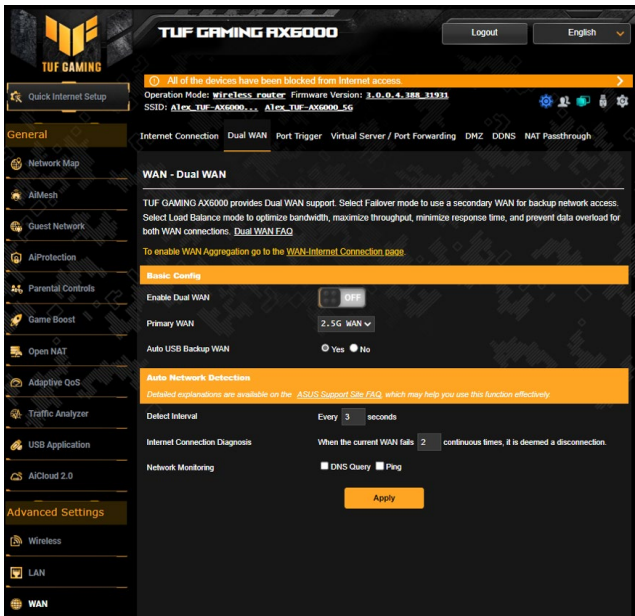 TUF GAMING
TUF GAMING AX6000
Logout
English
All of the devices have been blocked from Internet access.
Quick Internet Setup
Operation Mode: Wireless router Firmware Version: 3.0.0.4.388_31931
SSID: Alex_TUF-AX6000... Alex_TUF-AX6000_5G
General
Internet Connection Dual WAN Port Trigger Virtual Server / Port Forwarding DMZ DDNS NAT Passthrough
Network Map
AiMesh
Guest Network
AiProtection
Parental Controls
Game Boost
Open NAT
Adaptive QoS
Traffic Analyzer
USB Application
AiCloud 2.0
Advanced Settings
Wireless
LAN
WAN
WAN - Dual WAN
TUF GAMING AX6000 provides Dual WAN support. Select Failover mode to use a secondary WAN for backup network access.
Select Load Balance mode to optimize bandwidth, maximize throughput, minimize response time, and prevent data overload for
both WAN connections. Dual WAN FAQ
To enable WAN Aggregation go to the WAN-Internet Connection page.
Basic Config
Enable Dual WAN OFF
Primary WAN 2.5G WAN
Auto USB Backup WAN Yes No
Auto Network Detection
Detailed explanations are available on the ASUS Support Site FAQ, which may help you use this function effectively.
Detect Interval Every 3 seconds
Internet Connection Diagnosis When the current WAN fails 2 continuous times, it is deemed a disconnection.
Network Monitoring DNS Query Ping
Apply